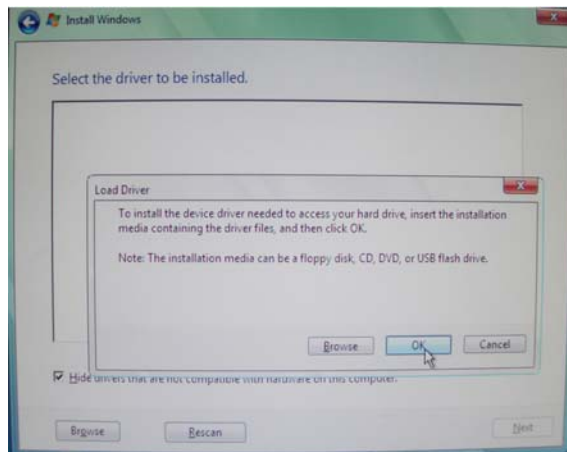 Install Windows
Select the driver to be installed.
Load Driver
To install the device driver needed to access your hard drive, insert the installation
media containing the driver files, and then click OK.
Note: The installation media can be a floppy disk, CD, DVD, or USB flash drive.
Browse
OK
Cancel
Hide drivers that are not compatible with hardware on this computer.
Browse
Rescan
Next